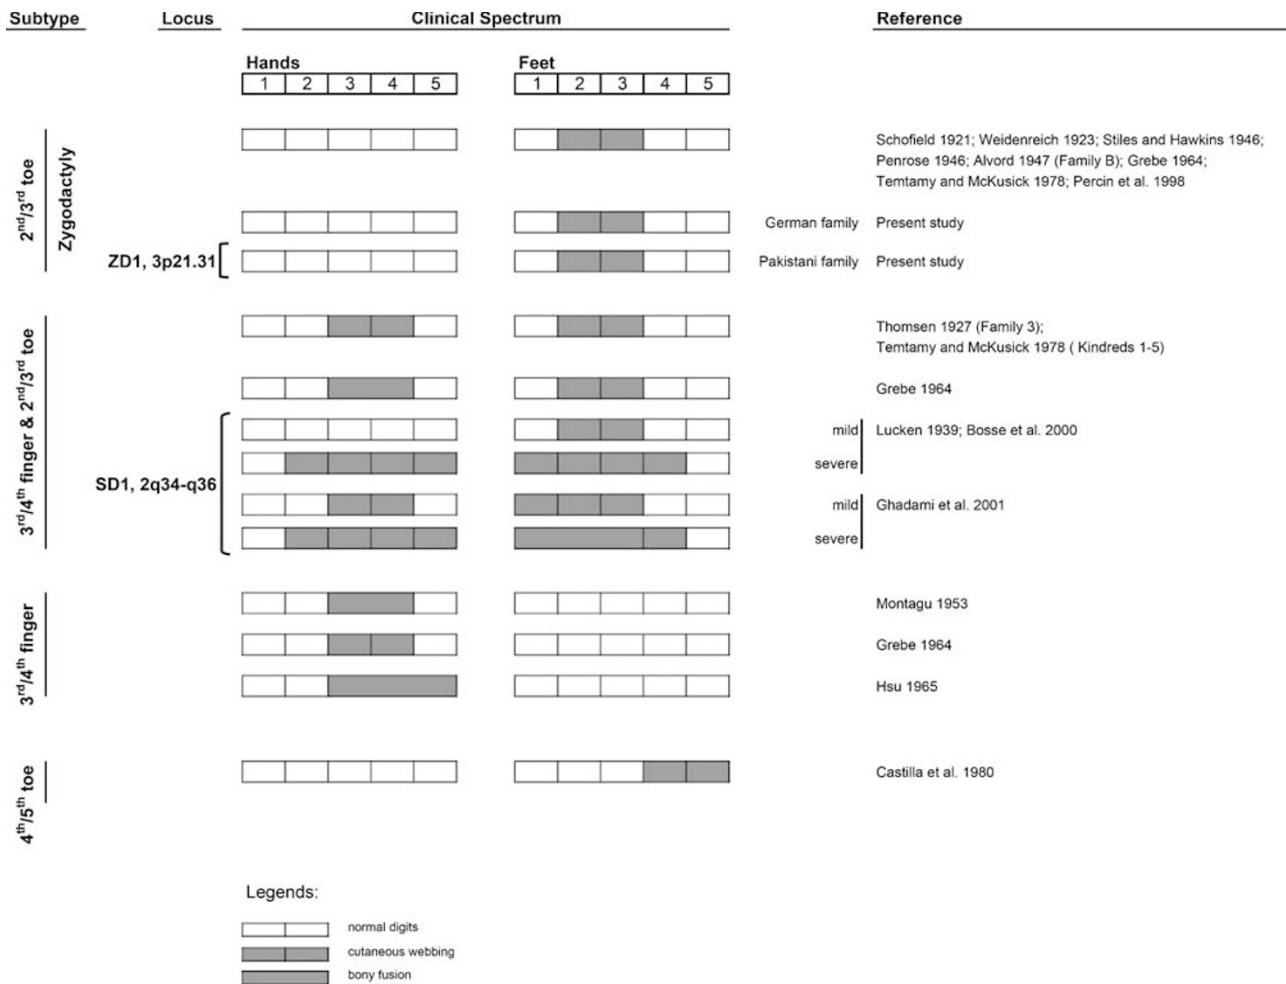 Subtype Locus Clinical Spectrum Reference
Hands Feet
1 2 3 4 5 1 2 3 4 5
2nd/3rd toe
Zygodactyly
Schofield 1921; Weidenreich 1923; Stiles and Hawkins 1946;
Penrose 1946; Alvord 1947 (Family B); Grebe 1964;
Temtamy and McKusick 1978; Percin et al. 1998
German family Present study
ZD1, 3p21.31 Pakistani family Present study
3rd/4th finger & 2nd/3rd toe
Thomsen 1927 (Family 3);
Temtamy and McKusick 1978 ( Kindreds 1-5)
Grebe 1964
SD1, 2q34-q36
mild Lucken 1939; Bosse et al. 2000
severe
mild Ghadami et al. 2001
severe
3rd/4th finger
Montagu 1953
Grebe 1964
Hsu 1965
4th/5th toe
Castilla et al. 1980
Legends:
normal digits
cutaneous webbing
bony fusion